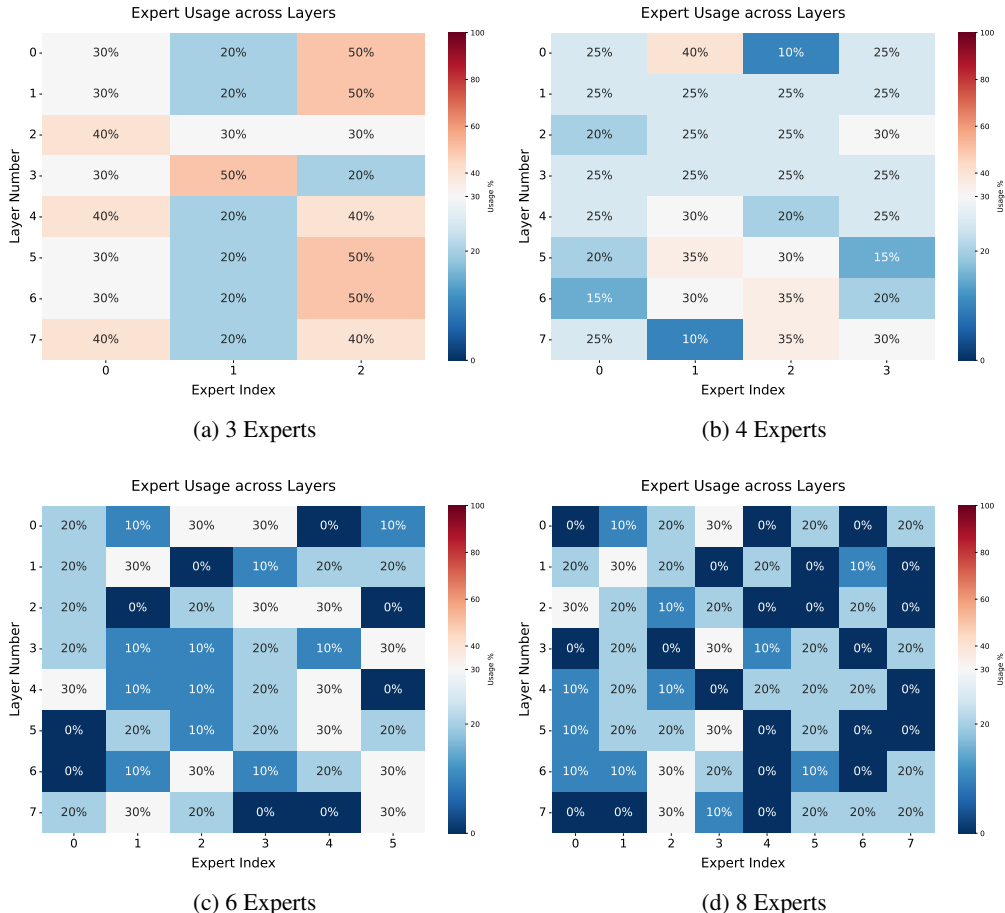 Expert Usage across Layers
0 30% 20% 50%
1 30% 20% 50%
2 40% 30% 30%
3 30% 50% 20%
4 40% 20% 40%
5 30% 20% 50%
6 30% 20% 50%
7 40% 20% 40%
0 1 2
Expert Index
Layer Number
100
80
60
40
30
20
0
Usage %
(a) 3 Experts
Expert Usage across Layers
0 25% 40% 10% 25%
1 25% 25% 25% 25%
2 20% 25% 25% 30%
3 25% 25% 25% 25%
4 25% 30% 20% 25%
5 20% 35% 30% 15%
6 15% 30% 35% 20%
7 25% 10% 35% 30%
0 1 2 3
Expert Index
Layer Number
100
80
60
40
30
20
0
Usage %
(b) 4 Experts
Expert Usage across Layers
0 20% 10% 30% 30% 0% 10%
1 20% 30% 0% 10% 20% 20%
2 20% 0% 20% 30% 30% 0%
3 20% 10% 10% 20% 10% 30%
4 30% 10% 10% 20% 30% 0%
5 0% 20% 10% 20% 30% 20%
6 0% 10% 30% 10% 20% 30%
7 20% 30% 20% 0% 0% 30%
0 1 2 3 4 5
Expert Index
Layer Number
100
80
60
40
30
20
0
Usage %
(c) 6 Experts
Expert Usage across Layers
0 0% 10% 20% 30% 0% 20% 0% 20%
1 20% 30% 20% 0% 20% 0% 10% 0%
2 30% 20% 10% 20% 0% 0% 20% 0%
3 0% 20% 0% 30% 10% 20% 0% 20%
4 10% 20% 10% 0% 20% 20% 20% 0%
5 10% 20% 20% 30% 0% 20% 0% 0%
6 10% 10% 30% 20% 0% 10% 0% 20%
7 0% 0% 30% 10% 0% 20% 20% 20%
0 1 2 3 4 5 6 7
Expert Index
Layer Number
100
80
60
40
30
20
0
Usage %
(d) 8 Experts